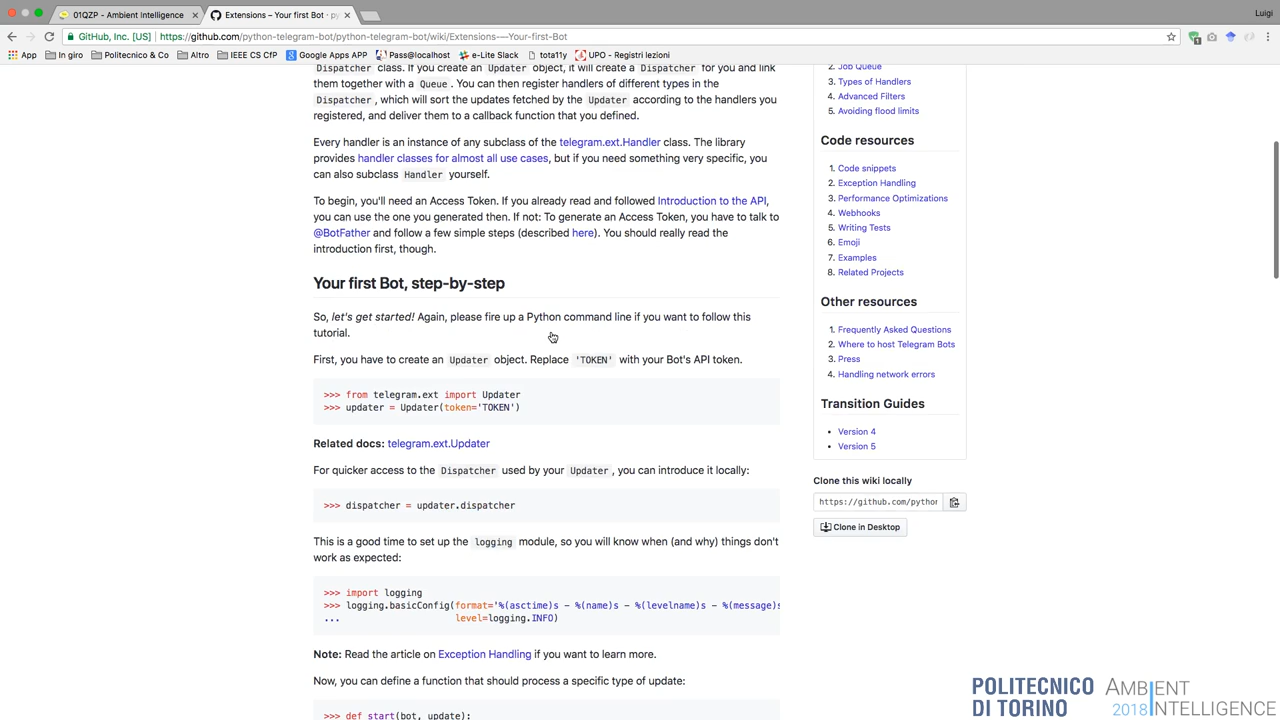 01QZP - Ambient Intelligence
Extensions – Your first Bot · py
Luigi
GitHub, Inc. [US]
https://github.com/python-telegram-bot/python-telegram-bot/wiki/Extensions-–-Your-first-Bot
App
In giro
Politecnico & Co
Altro
IEEE CS CfP
Google Apps APP
Pass@localhost
e-Lite Slack
tota11y
UPO - Registri lezioni
Dispatcher class. If you create an Updater object, it will create a Dispatcher for you and link
them together with a Queue. You can then register handlers of different types in the
Dispatcher, which will sort the updates fetched by the Updater according to the handlers you
registered, and deliver them to a callback function that you defined.
Every handler is an instance of any subclass of the telegram.ext.Handler class. The library
provides handler classes for almost all use cases, but if you need something very specific, you
can also subclass Handler yourself.
To begin, you'll need an Access Token. If you already read and followed Introduction to the API,
you can use the one you generated then. If not: To generate an Access Token, you have to talk to
@BotFather and follow a few simple steps (described here). You should really read the
introduction first, though.
Your first Bot, step-by-step
So, let's get started! Again, please fire up a Python command line if you want to follow this
tutorial.
First, you have to create an Updater object. Replace 'TOKEN' with your Bot's API token.
>>> from telegram.ext import Updater
>>> updater = Updater(token='TOKEN')
Related docs: telegram.ext.Updater
For quicker access to the Dispatcher used by your Updater, you can introduce it locally:
>>> dispatcher = updater.dispatcher
This is a good time to set up the logging module, so you will know when (and why) things don't
work as expected:
>>> import logging
>>> logging.basicConfig(format='%(asctime)s - %(name)s - %(levelname)s - %(message)s
... level=logging.INFO)
Note: Read the article on Exception Handling if you want to learn more.
Now, you can define a function that should process a specific type of update:
>>> def start(bot, update):
2. Job Queue
3. Types of Handlers
4. Advanced Filters
5. Avoiding flood limits
Code resources
1. Code snippets
2. Exception Handling
3. Performance Optimizations
4. Webhooks
5. Writing Tests
6. Emoji
7. Examples
8. Related Projects
Other resources
1. Frequently Asked Questions
2. Where to host Telegram Bots
3. Press
4. Handling network errors
Transition Guides
• Version 4
• Version 5
Clone this wiki locally
https://github.com/python
Clone in Desktop
POLITECNICO
DI TORINO
AMBIENT
2018 INTELLIGENCE